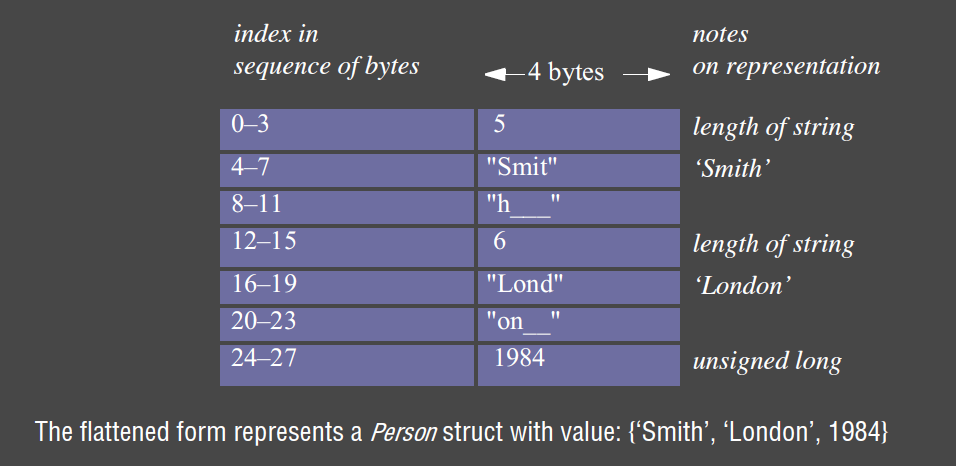 index in
sequence of bytes
4 bytes
notes
on representation
0–3 5 length of string
4–7 "Smit" ‘Smith’
8–11 "h___"
12–15 6 length of string
16–19 "Lond" ‘London’
20–23 "on__"
24–27 1984 unsigned long
The flattened form represents a Person struct with value: {‘Smith’, ‘London’, 1984}